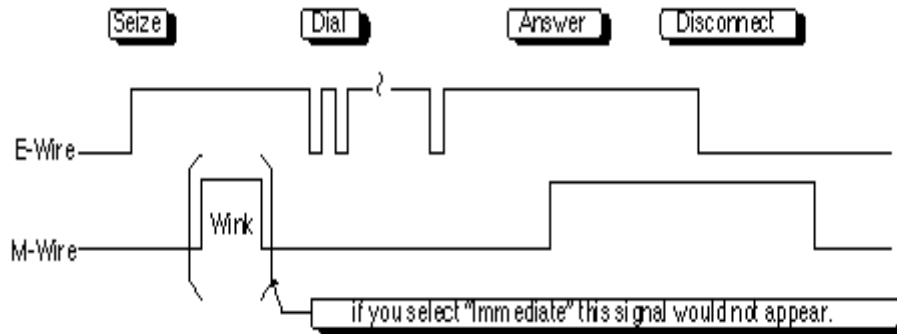 Seize Dial Answer Disconnect
E-Wire
Wink
M-Wire
if you select "Immediate" this signal would not appear.